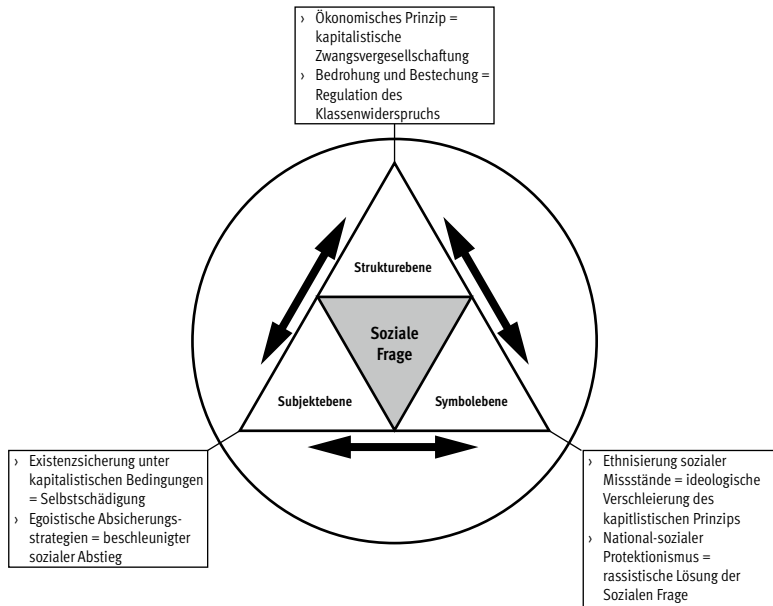 › Ökonomisches Prinzip =
kapitalistische
Zwangsvergesellschaftung
› Bedrohung und Bestechung =
Regulation des
Klassenwiderspruchs
Strukturebene
Soziale
Frage
Subjektebene
Symbolebene
› Existenzsicherung unter
kapitalistischen Bedingungen
= Selbstschädigung
› Egoistische Absicherungs-
strategien = beschleunigter
sozialer Abstieg
› Ethnisierung sozialer
Missstände = ideologische
Verschleierung des
kapitlistischen Prinzips
› National-sozialer
Protektionismus =
rassistische Lösung der
Sozialen Frage